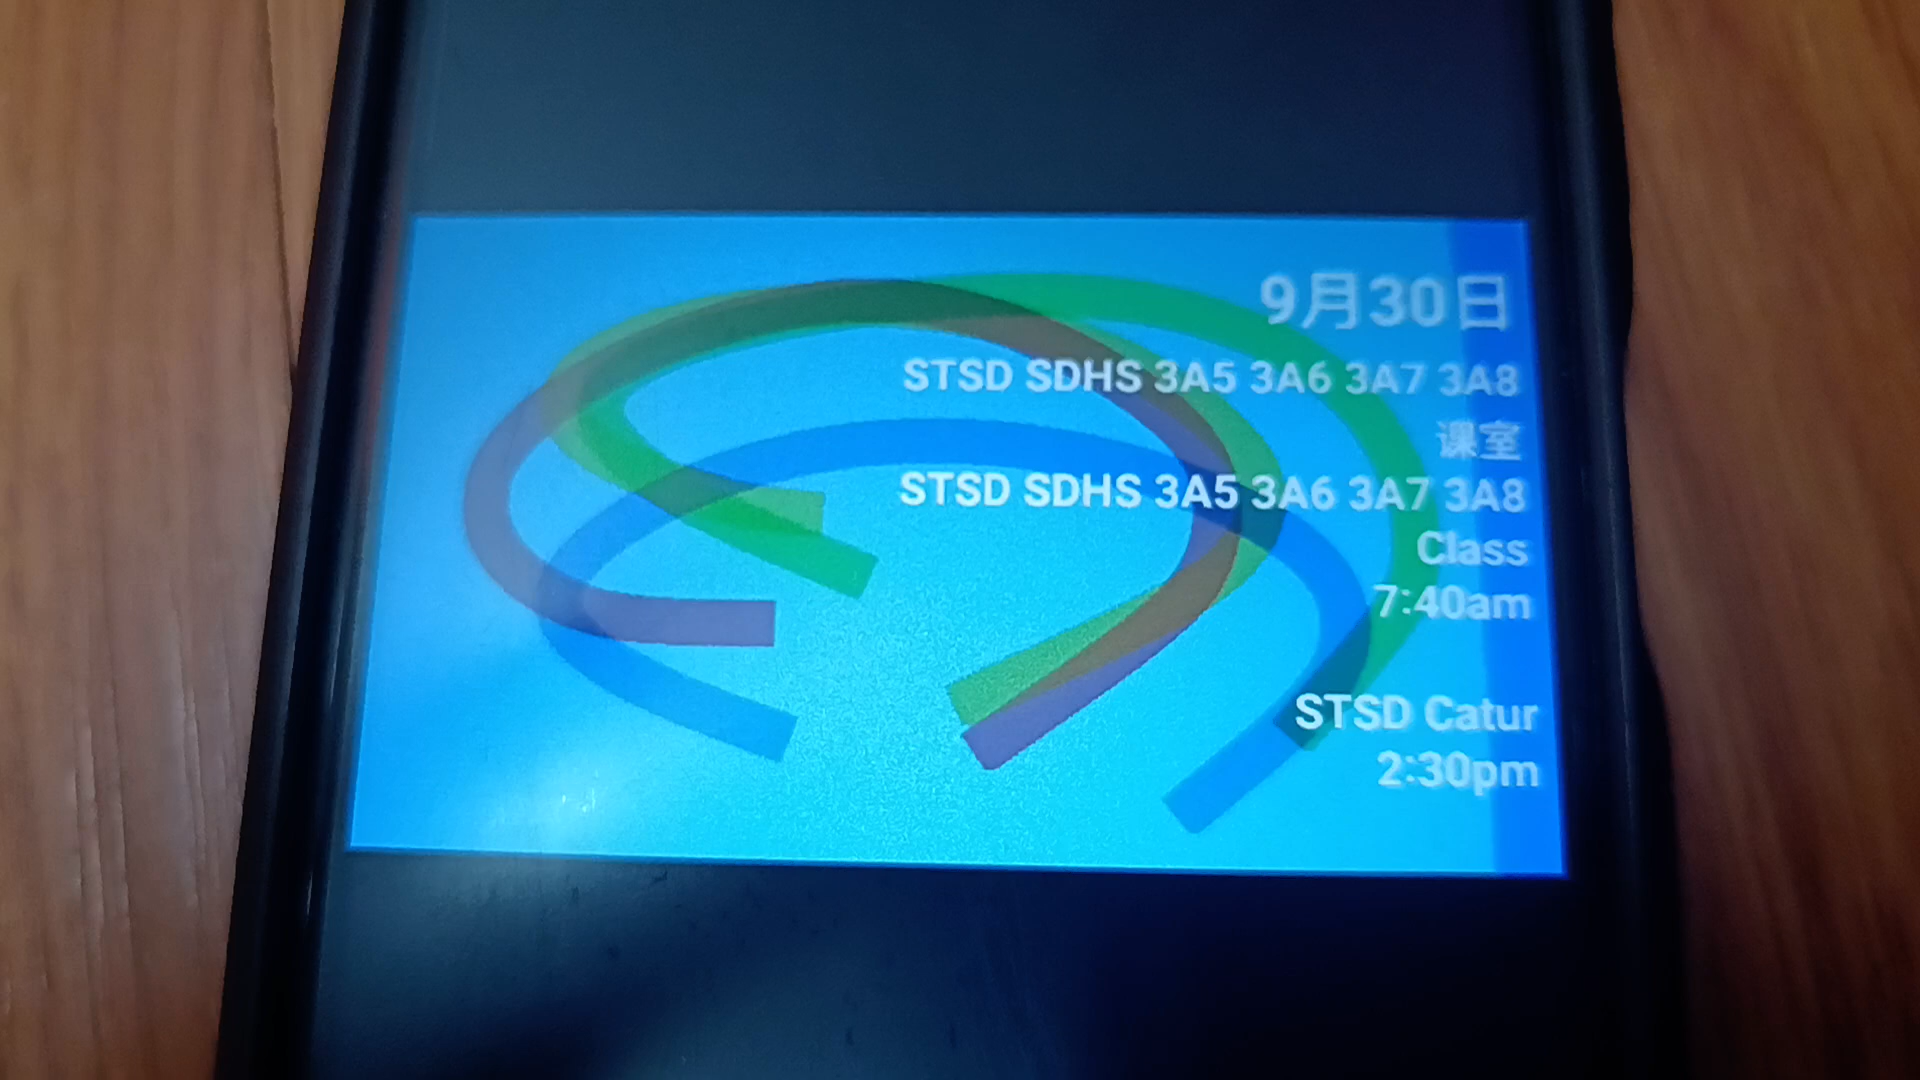 9月30日
STSD SDHS 3A5 3A6 3A7 3A8
课室
STSD SDHS 3A5 3A6 3A7 3A8
Class
7:40am
STSD Catur
2:30pm